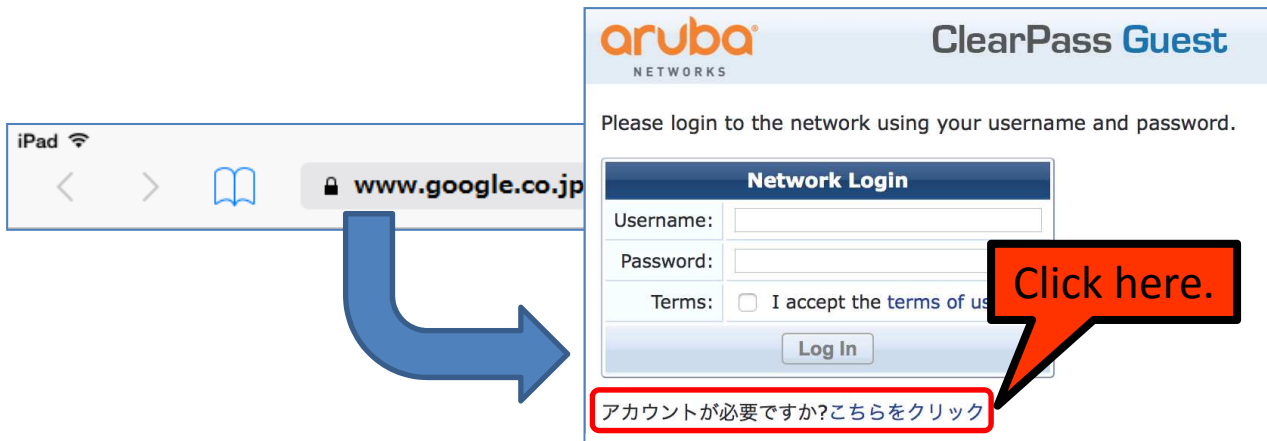 iPad
www.google.co.jp
aruba
NETWORKS
ClearPass Guest
Please login to the network using your username and password.
Network Login
Username:
Password:
Terms: I accept the terms of us
Log In
Click here.
アカウントが必要ですか?こちらをクリック